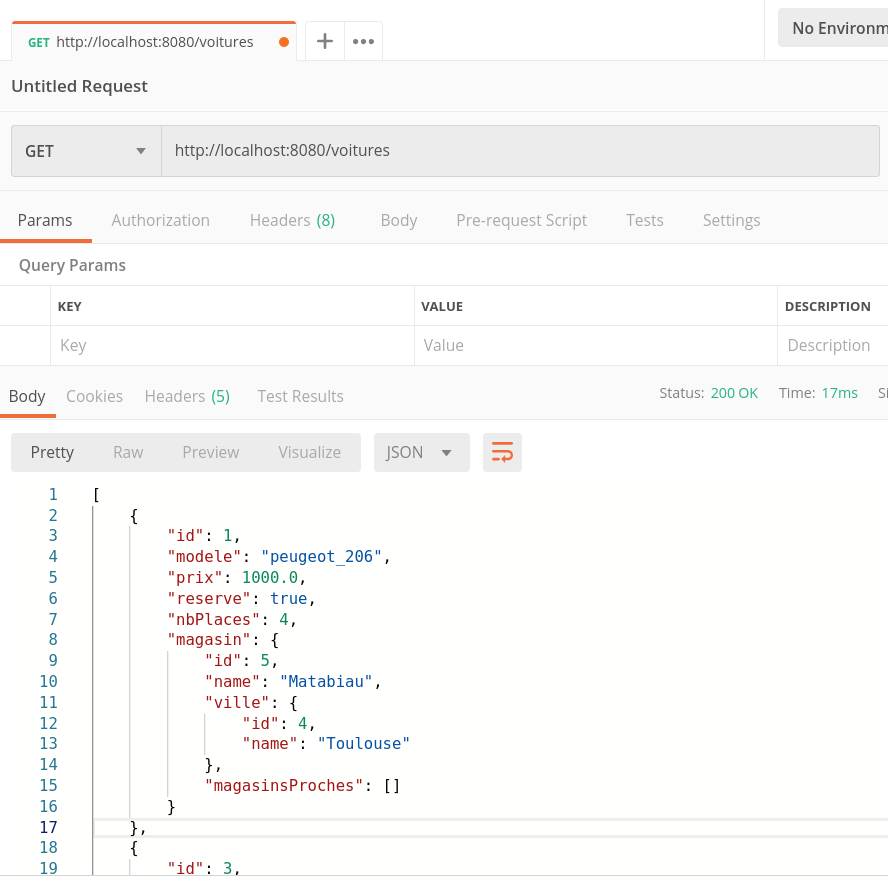 GET http://localhost:8080/voitures
No Environm
Untitled Request
GET http://localhost:8080/voitures
Params Authorization Headers (8) Body Pre-request Script Tests Settings
Query Params
KEY VALUE DESCRIPTION
Key Value Description
Body Cookies Headers (5) Test Results Status: 200 OK Time: 17ms Si
Pretty Raw Preview Visualize JSON
1 [
2 {
3 "id": 1,
4 "modele": "peugeot_206",
5 "prix": 1000.0,
6 "reserve": true,
7 "nbPlaces": 4,
8 "magasin": {
9 "id": 5,
10 "name": "Matabiau",
11 "ville": {
12 "id": 4,
13 "name": "Toulouse"
14 },
15 "magasinsProches": []
16 }
17 },
18 {
19 "id": 3,